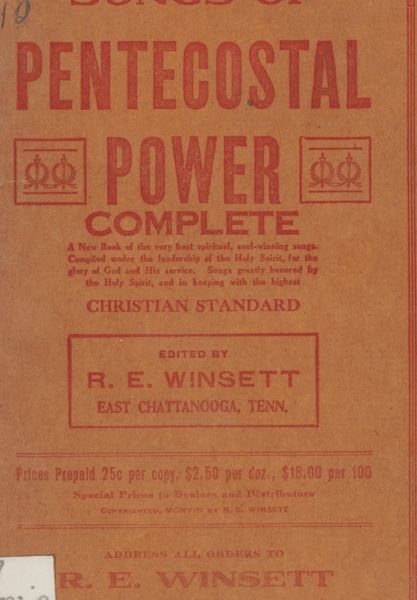 SONGS OF
PENTECOSTAL
POWER
COMPLETE
A New Book of the very best spiritual, soul-winning songs.
Compiled under the leadership of the Holy Spirit, for the
glory of God and His service. Songs greatly honored by
the Holy Spirit, and in keeping with the highest
CHRISTIAN STANDARD
EDITED BY
R. E. WINSETT
EAST CHATTANOOGA, TENN.
Prices Prepaid 25c per copy, $2.50 per doz., $18.00 per 100
Special Prices to Dealers and Distributors
COPYRIGHTED, MCMVIII BY R. E. WINSETT
ADDRESS ALL ORDERS TO
R. E. WINSETT